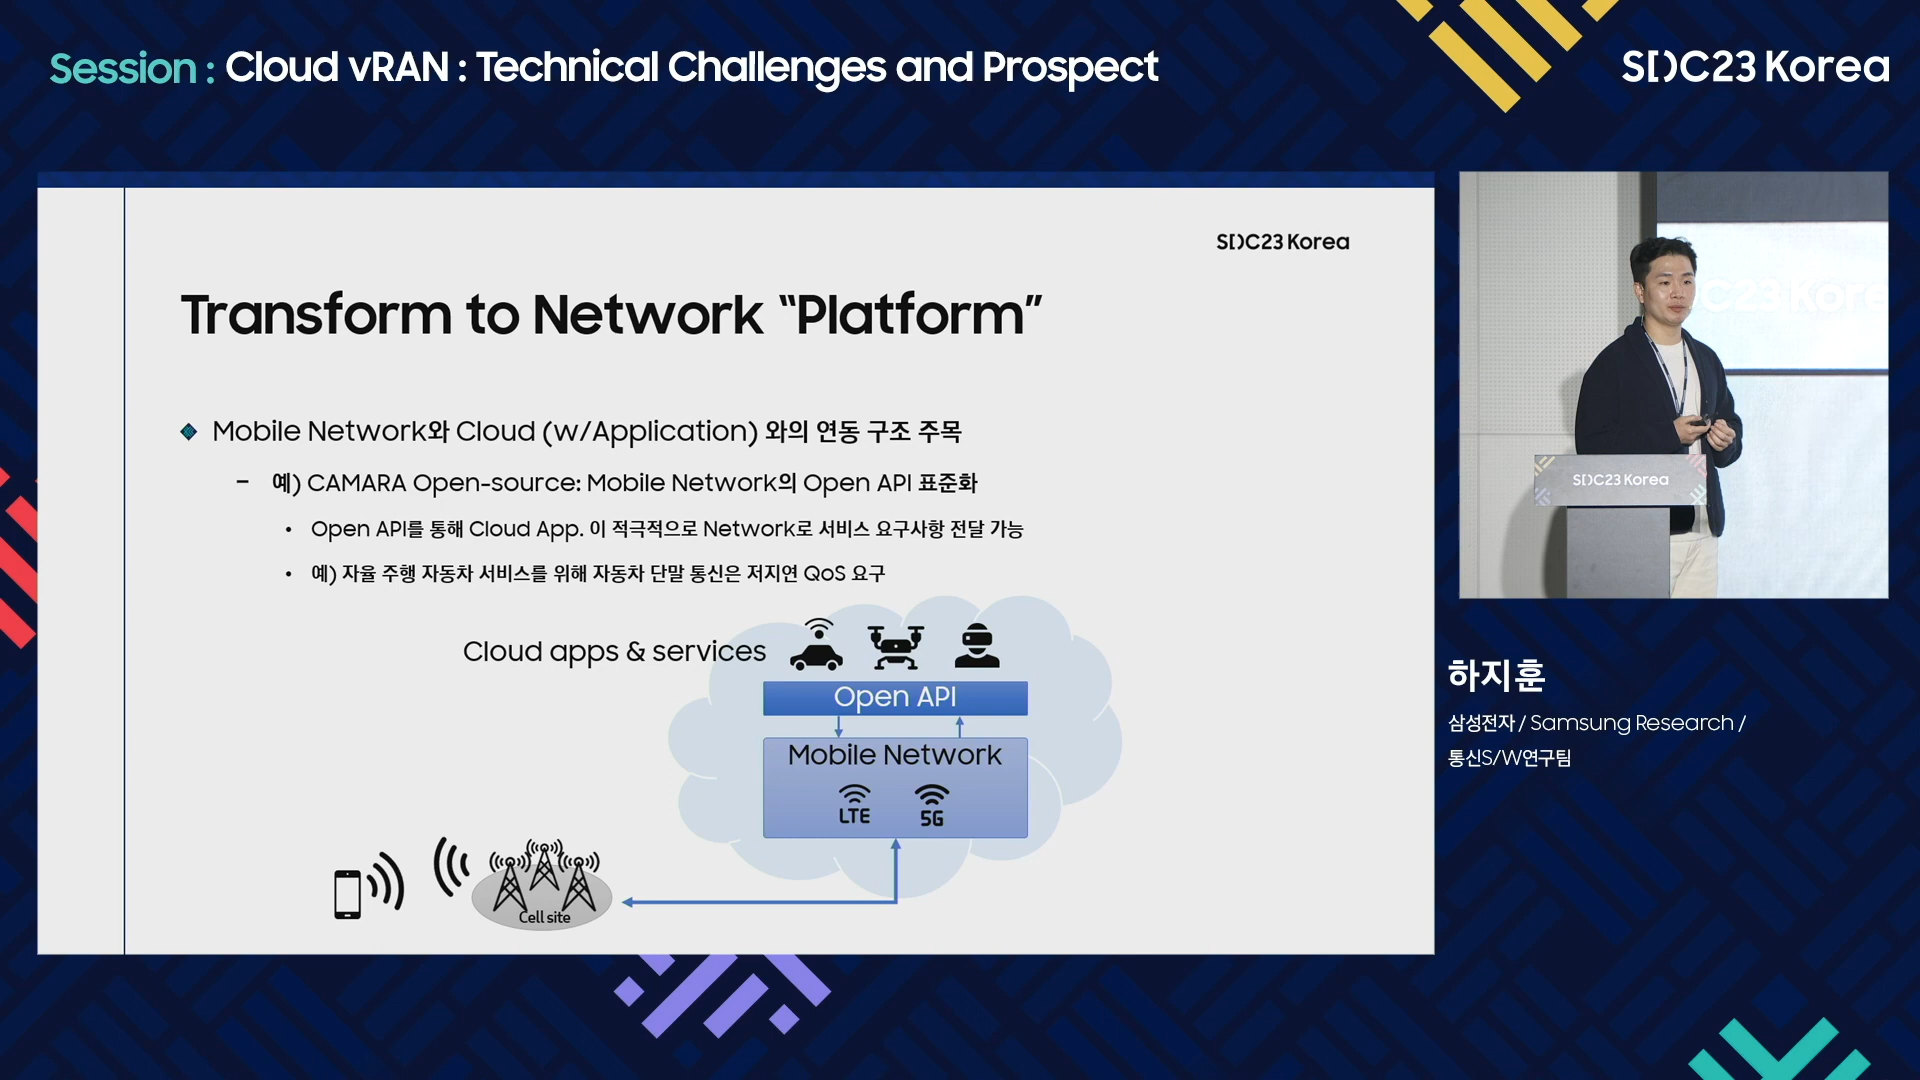 Session : Cloud vRAN : Technical Challenges and Prospect
SDC23 Korea
SDC23 Korea
Transform to Network “Platform”
Mobile Network와 Cloud (w/Application) 와의 연동 구조 주목
– 예) CAMARA Open-source: Mobile Network의 Open API 표준화
• Open API를 통해 Cloud App. 이 적극적으로 Network로 서비스 요구사항 전달 가능
• 예) 자율 주행 자동차 서비스를 위해 자동차 단말 통신은 저지연 QoS 요구
Cloud apps & services
Open API
Mobile Network
LTE
5G
Cell site
C23 Kore
SDC23 Korea
하지훈
삼성전자 / Samsung Research /
통신S/W연구팀